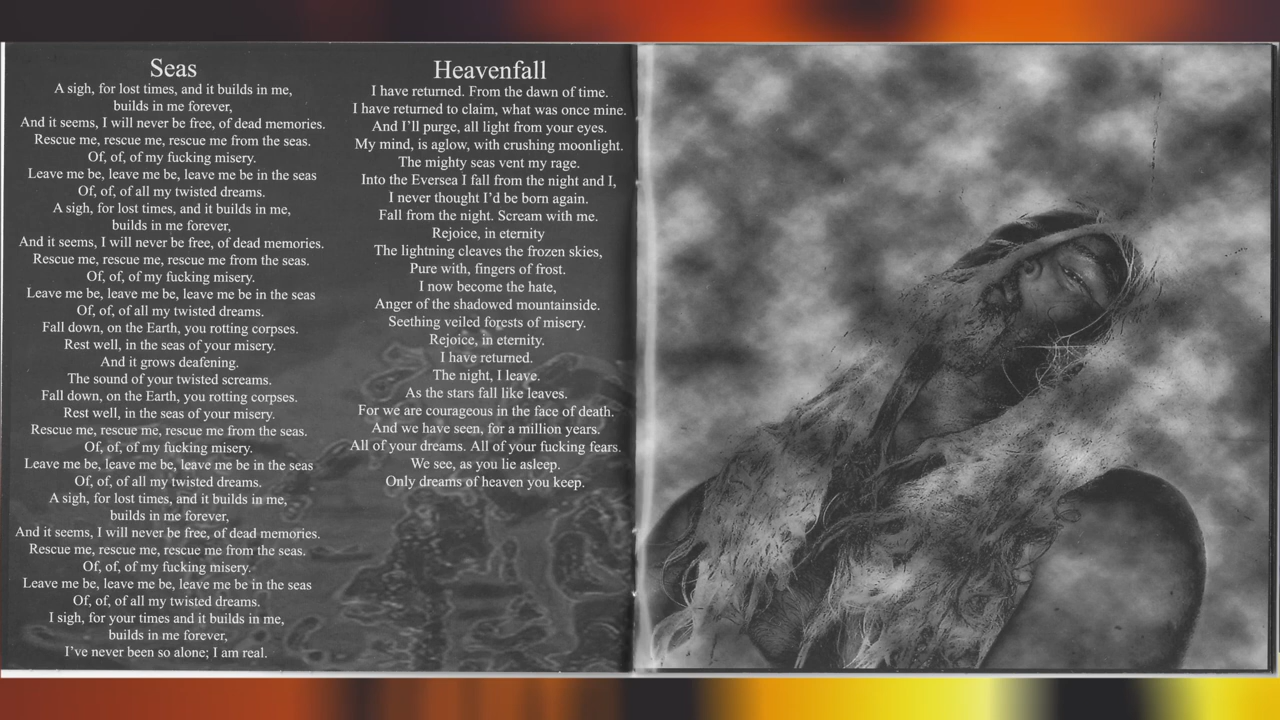 Seas
A sigh, for lost times, and it builds in me,
builds in me forever,
And it seems, I will never be free, of dead memories.
Rescue me, rescue me, rescue me from the seas.
Of, of, of my fucking misery.
Leave me be, leave me be, leave me be in the seas
Of, of, of all my twisted dreams.
A sigh, for lost times, and it builds in me,
builds in me forever,
And it seems, I will never be free, of dead memories.
Rescue me, rescue me, rescue me from the seas.
Of, of, of my fucking misery.
Leave me be, leave me be, leave me be in the seas
Of, of, of all my twisted dreams.
Fall down, on the Earth, you rotting corpses.
Rest well, in the seas of your misery.
And it grows deafening.
The sound of your twisted screams.
Fall down, on the Earth, you rotting corpses.
Rest well, in the seas of your misery.
Rescue me, rescue me, rescue me from the seas.
Of, of, of my fucking misery.
Leave me be, leave me be, leave me be in the seas
Of, of, of all my twisted dreams.
A sigh, for lost times, and it builds in me,
builds in me forever,
And it seems, I will never be free, of dead memories.
Rescue me, rescue me, rescue me from the seas.
Of, of, of my fucking misery.
Leave me be, leave me be, leave me be in the seas
Of, of, of all my twisted dreams.
I sigh, for your times and it builds in me,
builds in me forever,
I've never been so alone; I am real.
Heavenfall
I have returned. From the dawn of time.
I have returned to claim, what was once mine.
And I'll purge, all light from your eyes.
My mind, is aglow, with crushing moonlight.
The mighty seas vent my rage.
Into the Eversea I fall from the night and I,
I never thought I'd be born again.
Fall from the night. Scream with me.
Rejoice, in eternity
The lightning cleaves the frozen skies,
Pure with, fingers of frost.
I now become the hate,
Anger of the shadowed mountainside.
Seething veiled forests of misery.
Rejoice, in eternity.
I have returned.
The night, I leave.
As the stars fall like leaves.
For we are courageous in the face of death.
And we have seen, for a million years.
All of your dreams. All of your fucking fears.
We see, as you lie asleep.
Only dreams of heaven you keep.